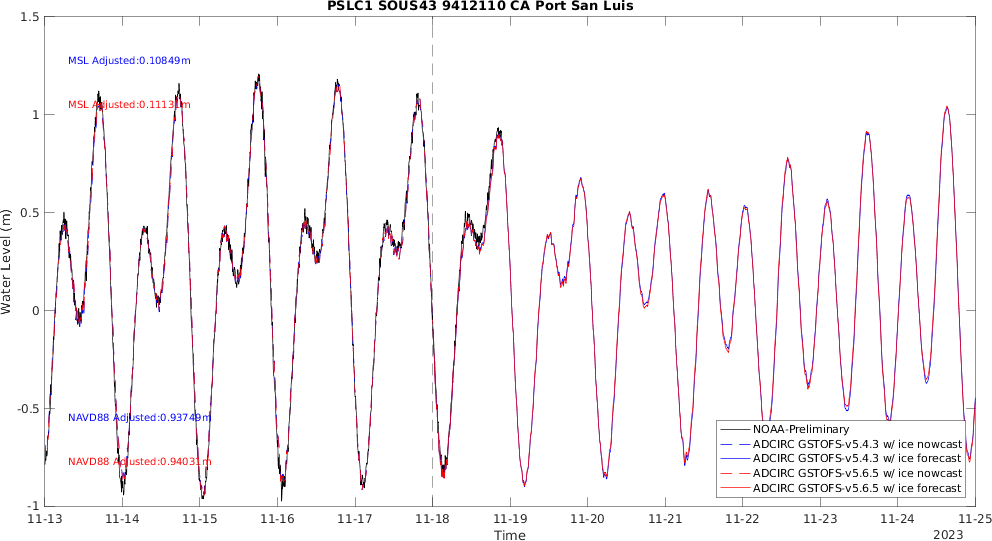 PSLC1 SOUS43 9412110 CA Port San Luis
1.5
1
0.5
0
-0.5
-1
Water Level (m)
MSL Adjusted:0.10849m
MSL Adjusted:0.11131m
NAVD88 Adjusted:0.93749m
NAVD88 Adjusted:0.94031m
NOAA-Preliminary
ADCIRC GSTOFS-v5.4.3 w/ ice nowcast
ADCIRC GSTOFS-v5.4.3 w/ ice forecast
ADCIRC GSTOFS-v5.6.5 w/ ice nowcast
ADCIRC GSTOFS-v5.6.5 w/ ice forecast
11-13 11-14 11-15 11-16 11-17 11-18 11-19 11-20 11-21 11-22 11-23 11-24 11-25
Time
2023